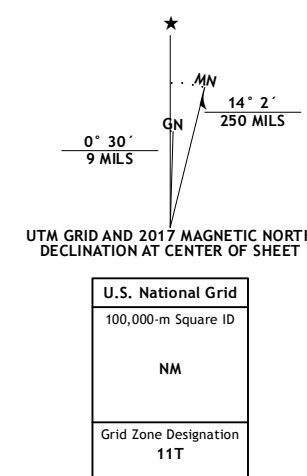 MN
GN
14° 2´
250 MILS
0° 30´
9 MILS
UTM GRID AND 2017 MAGNETIC NORTH
DECLINATION AT CENTER OF SHEET
U.S. National Grid
100,000-m Square ID
NM
Grid Zone Designation
11T